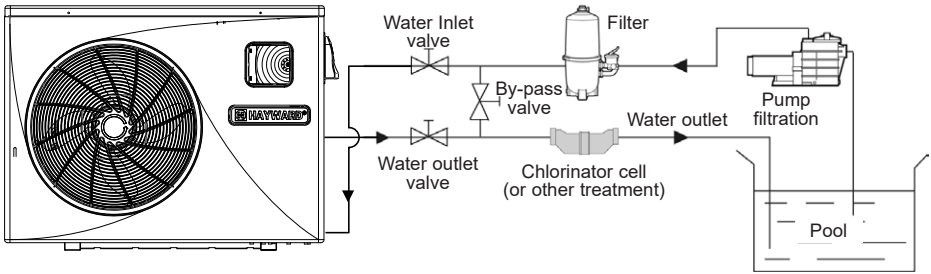 Water Inlet
valve
Filter
By-pass
valve
Pump
filtration
HAYWARD®
Water outlet
Water outlet
valve
Chlorinator cell
(or other treatment)
Pool